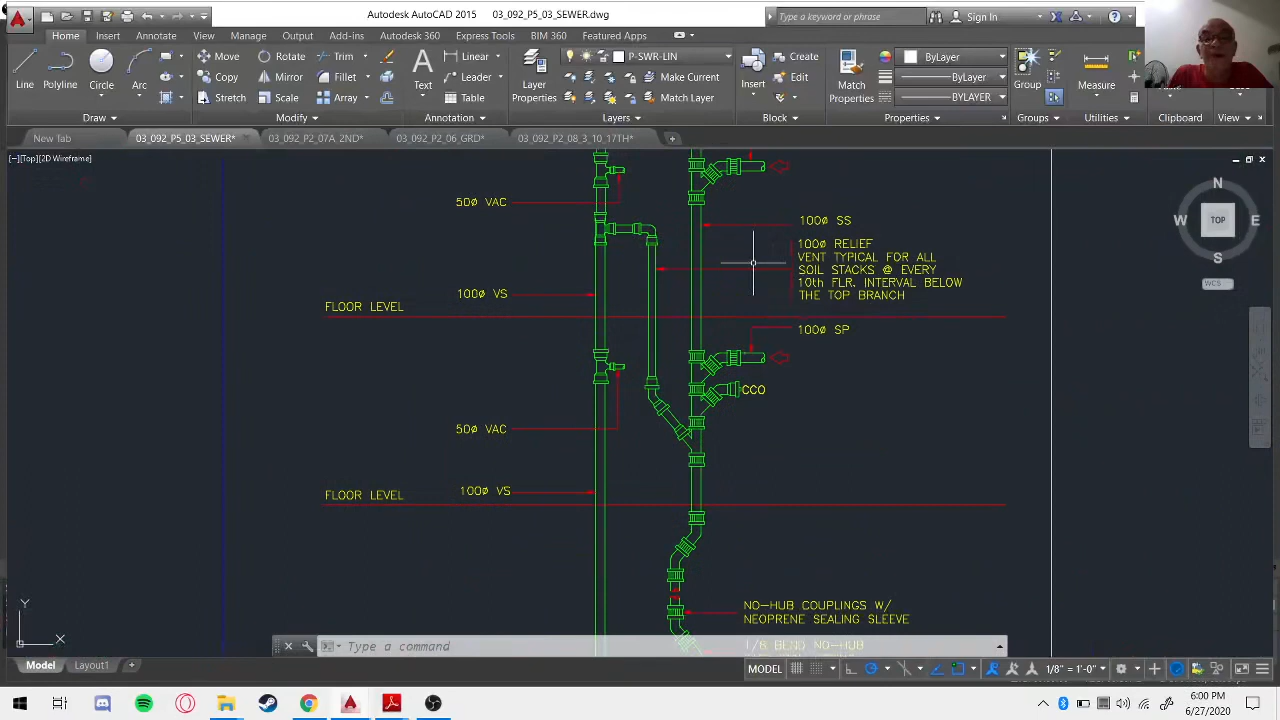 Autodesk AutoCAD 2015 03_092_P5_03_SEWER.dwg
Type a keyword or phrase
Sign In
Home Insert Annotate View Manage Output Add-ins Autodesk 360 Express Tools BIM 360 Featured Apps
Line Polyline Circle Arc
Move Rotate
Copy Mirror Fillet
Stretch Scale Array
Text Linear
Leader
Table
Layer
Properties
P-SWR-LIN
Make Current
Match Layer
Insert Create
Edit
Match
Properties
ByLayer
ByLayer
BYLAYER
Group Measure
Draw Modify Annotation Layers Block Properties Groups Utilities Clipboard View
New Tab 03_092_P5_03_SEWER* 03_092_P2_07A_2ND* 03_092_P2_06_GRD* 03_092_P2_08_3_10_17TH*
[-][Top][2D Wireframe]
N
W TOP E
S
WCS
50ø VAC
100ø SS
100ø RELIEF
VENT TYPICAL FOR ALL
SOIL STACKS @ EVERY
10th FLR. INTERVAL BELOW
THE TOP BRANCH
100ø VS
FLOOR LEVEL
100ø SP
CCO
50ø VAC
FLOOR LEVEL 100ø VS
NO-HUB COUPLINGS W/
NEOPRENE SEALING SLEEVE
1/8 BEND NO-HUB
Y
X
Type a command
Model Layout1
MODEL 1/8" = 1'-0"
6:00 PM
6/27/2020